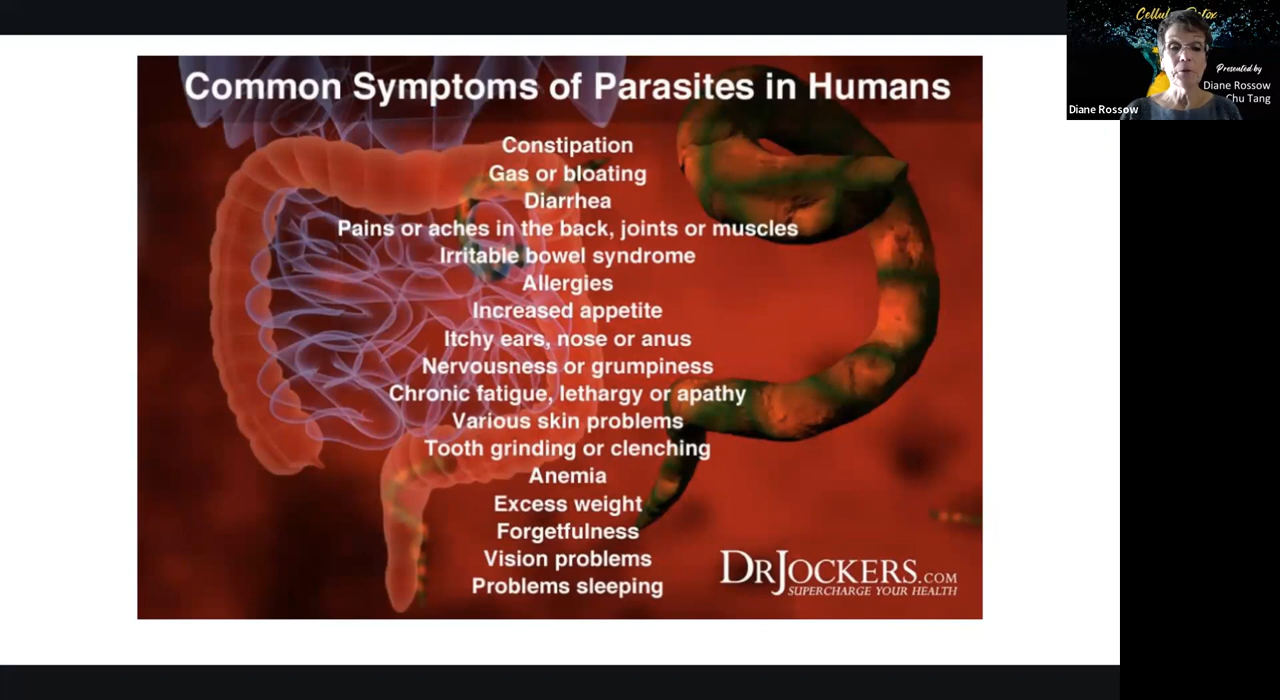 Common Symptoms of Parasites in Humans
Constipation
Gas or bloating
Diarrhea
Pains or aches in the back, joints or muscles
Irritable bowel syndrome
Allergies
Increased appetite
Itchy ears, nose or anus
Nervousness or grumpiness
Chronic fatigue, lethargy or apathy
Various skin problems
Tooth grinding or clenching
Anemia
Excess weight
Forgetfulness
Vision problems
Problems sleeping
DRJOCKERS.COM
SUPERCHARGE YOUR HEALTH
Presented by
Diane Rossow
Chu Tang
Diane Rossow